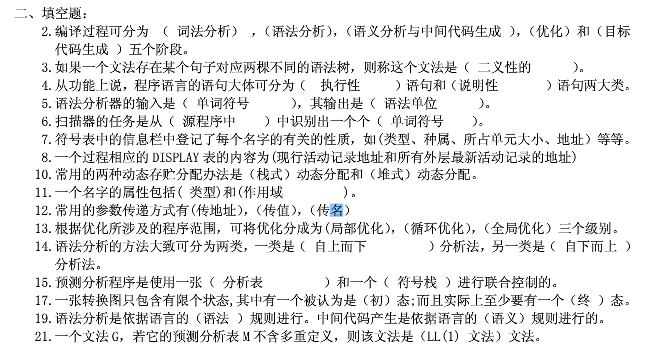 二、填空题：
2. 编译过程可分为 （ 词法分析） ，（语法分析），（语义分析与中间代码生成 ），（优化）和（目标
代码生成 ）五个阶段。
3. 如果一个文法存在某个句子对应两棵不同的语法树，则称这个文法是（ 二义性的 ）。
4. 从功能上说，程序语言的语句大体可分为（ 执行性 ）语句和（说明性 ）语句两大类。
5. 语法分析器的输入是（ 单词符号 ），其输出是（ 语法单位 ）。
6. 扫描器的任务是从（ 源程序中 ）中识别出一个个（ 单词符号 ）。
7. 符号表中的信息栏中登记了每个名字的有关的性质，如(类型、种属、所占单元大小、地址）等等。
8. 一个过程相应的 DISPLAY 表的内容为(现行活动记录地址和所有外层最新活动记录的地址)
10. 常用的两种动态存贮分配办法是（栈式）动态分配和（堆式）动态分配。
11. 一个名字的属性包括( 类型)和(作用域 )。
12. 常用的参数传递方式有(传地址)，（传值），（传名）
13. 根据优化所涉及的程序范围，可将优化分成为(局部优化)，（循环优化），（全局优化）三个级别。
14. 语法分析的方法大致可分为两类，一类是（ 自上而下 ）分析法，另一类是（ 自下而上 ）
分析法。
15. 预测分析程序是使用一张（ 分析表 ）和一个（ 符号栈 ）进行联合控制的。
17. 一张转换图只包含有限个状态,其中有一个被认为是（初）态;而且实际上至少要有一个（终 ）态。
19. 语法分析是依据语言的（语法 ）规则进行。中间代码产生是依据语言的（语义）规则进行的。
21. 一个文法 G，若它的预测分析表 M 不含多重定义，则该文法是（LL(1) 文法）文法。